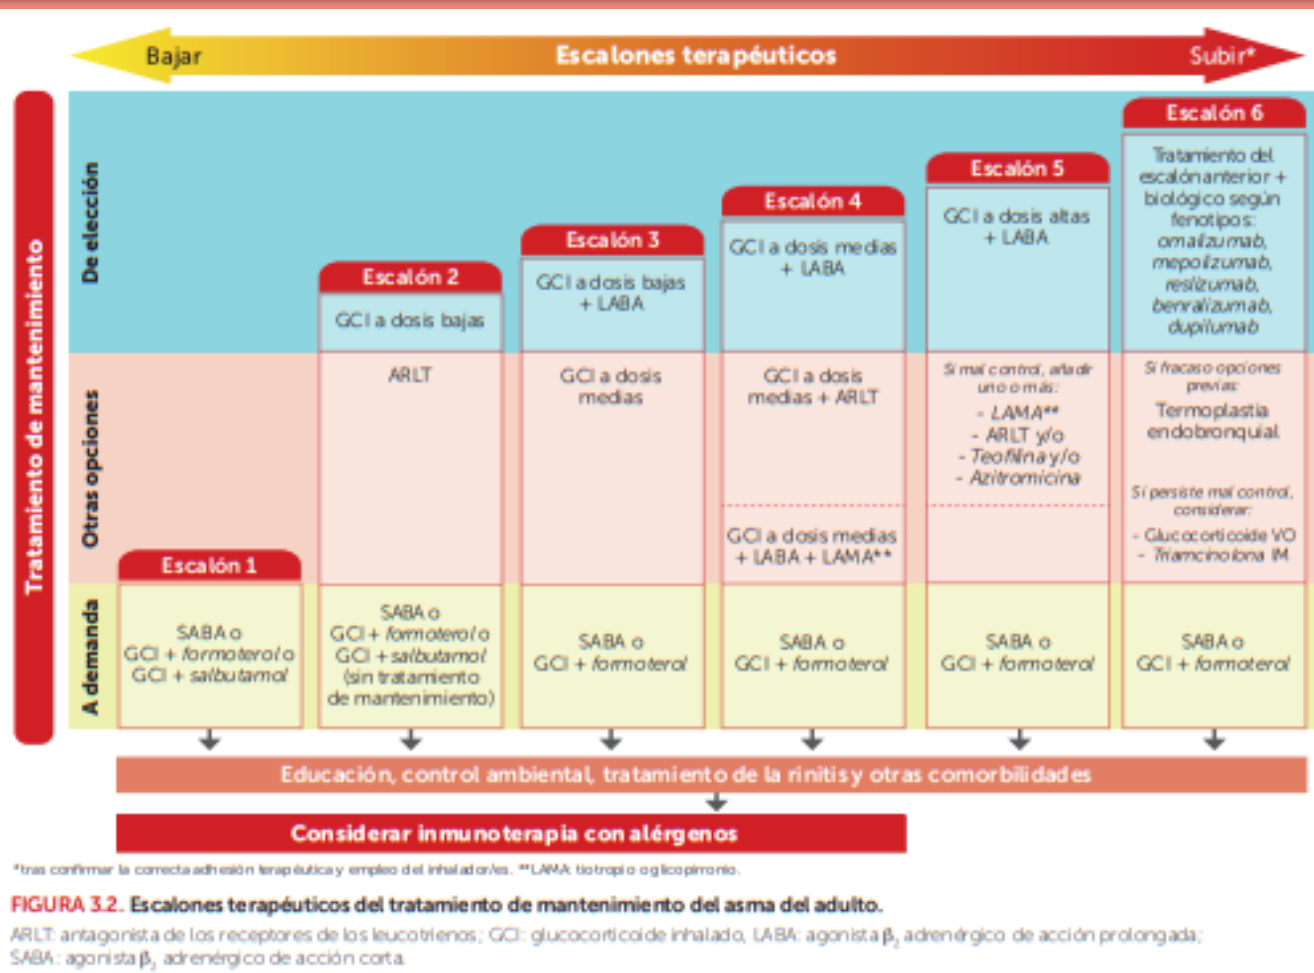 Bajar
Escalones terapéuticos
Subir*
Tratamiento de mantenimiento
De elección
Otras opciones
A demanda
Escalón 1
SABA o
GCI + formoterol o
GCI + salbutamol
Escalón 2
GCI a dosis bajas
ARLT
SABA o
GCI + formoterol o
GCI + salbutamol
(sin tratamiento
de mantenimiento)
Escalón 3
GCI a dosis bajas
+ LABA
GCI a dosis
medias
SABA o
GCI + formoterol
Escalón 4
GCI a dosis medias
+ LABA
GCI a dosis
medias + ARLT
GCI a dosis medias
+ LABA + LAMA**
SABA o
GCI + formoterol
Escalón 5
GCI a dosis altas
+ LABA
Si mal control, añadir
uno o más:
- LAMA**
- ARLT y/o
- Teofilina y/o
- Azitromicina
SABA o
GCI + formoterol
Escalón 6
Tratamiento del
escalón anterior +
biológico según
fenotipos:
omalizumab,
mepolizumab,
reslizumab,
benralizumab,
dupilumab
Si fracaso opciones
previas:
Termoplastia
endobronquial
Si persiste mal control,
considerar:
- Glucocorticoide VO
- Triamcinolona IM
SABA o
GCI + formoterol
Educación, control ambiental, tratamiento de la rinitis y otras comorbilidades
Considerar inmunoterapia con alérgenos
*tras confirmar la correcta adhesión terapéutica y empleo del inhalador/es. **LAMA: tiotropio o glicopirronio.
FIGURA 3.2. Escalones terapéuticos del tratamiento de mantenimiento del asma del adulto.
ARLT: antagonista de los receptores de los leucotrienos; GCI: glucocorticoide inhalado, LABA: agonista β₂ adrenérgico de acción prolongada;
SABA: agonista β₂ adrenérgico de acción corta.